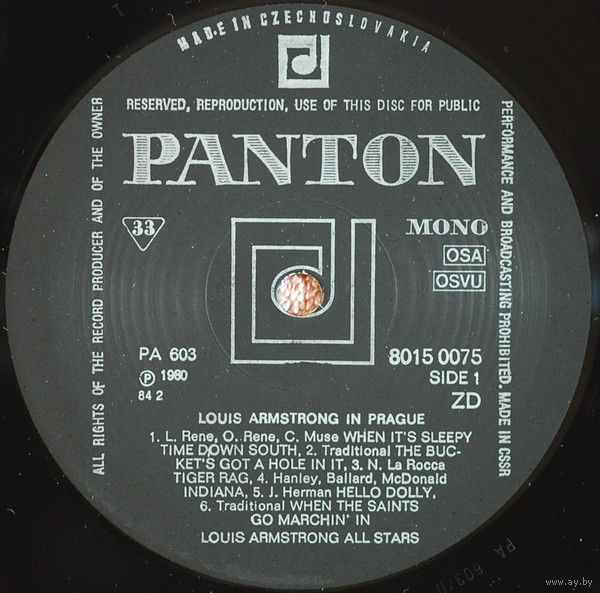 MADE IN CZECHOSLOVAKIA
RESERVED, REPRODUCTION, USE OF THIS DISC FOR PUBLIC
PERFORMANCE AND BROADCASTING PROHIBITED. MADE IN CSSR
ALL RIGHTS OF THE RECORD PRODUCER AND OF THE OWNER
PANTON
33
MONO
OSA
OSVU
PA 603
Ⓟ 1980
84 2
8015 0075
SIDE 1
ZD
LOUIS ARMSTRONG IN PRAGUE
1. L. Rene, O. Rene, C. Muse WHEN IT'S SLEEPY
TIME DOWN SOUTH, 2. Traditional THE BUC-
KET'S GOT A HOLE IN IT, 3. N. La Rocca
TIGER RAG, 4. Hanley, Ballard, McDonald
INDIANA, 5. J. Herman HELLO DOLLY,
6. Traditional WHEN THE SAINTS
GO MARCHIN' IN
LOUIS ARMSTRONG ALL STARS
www.ay.by